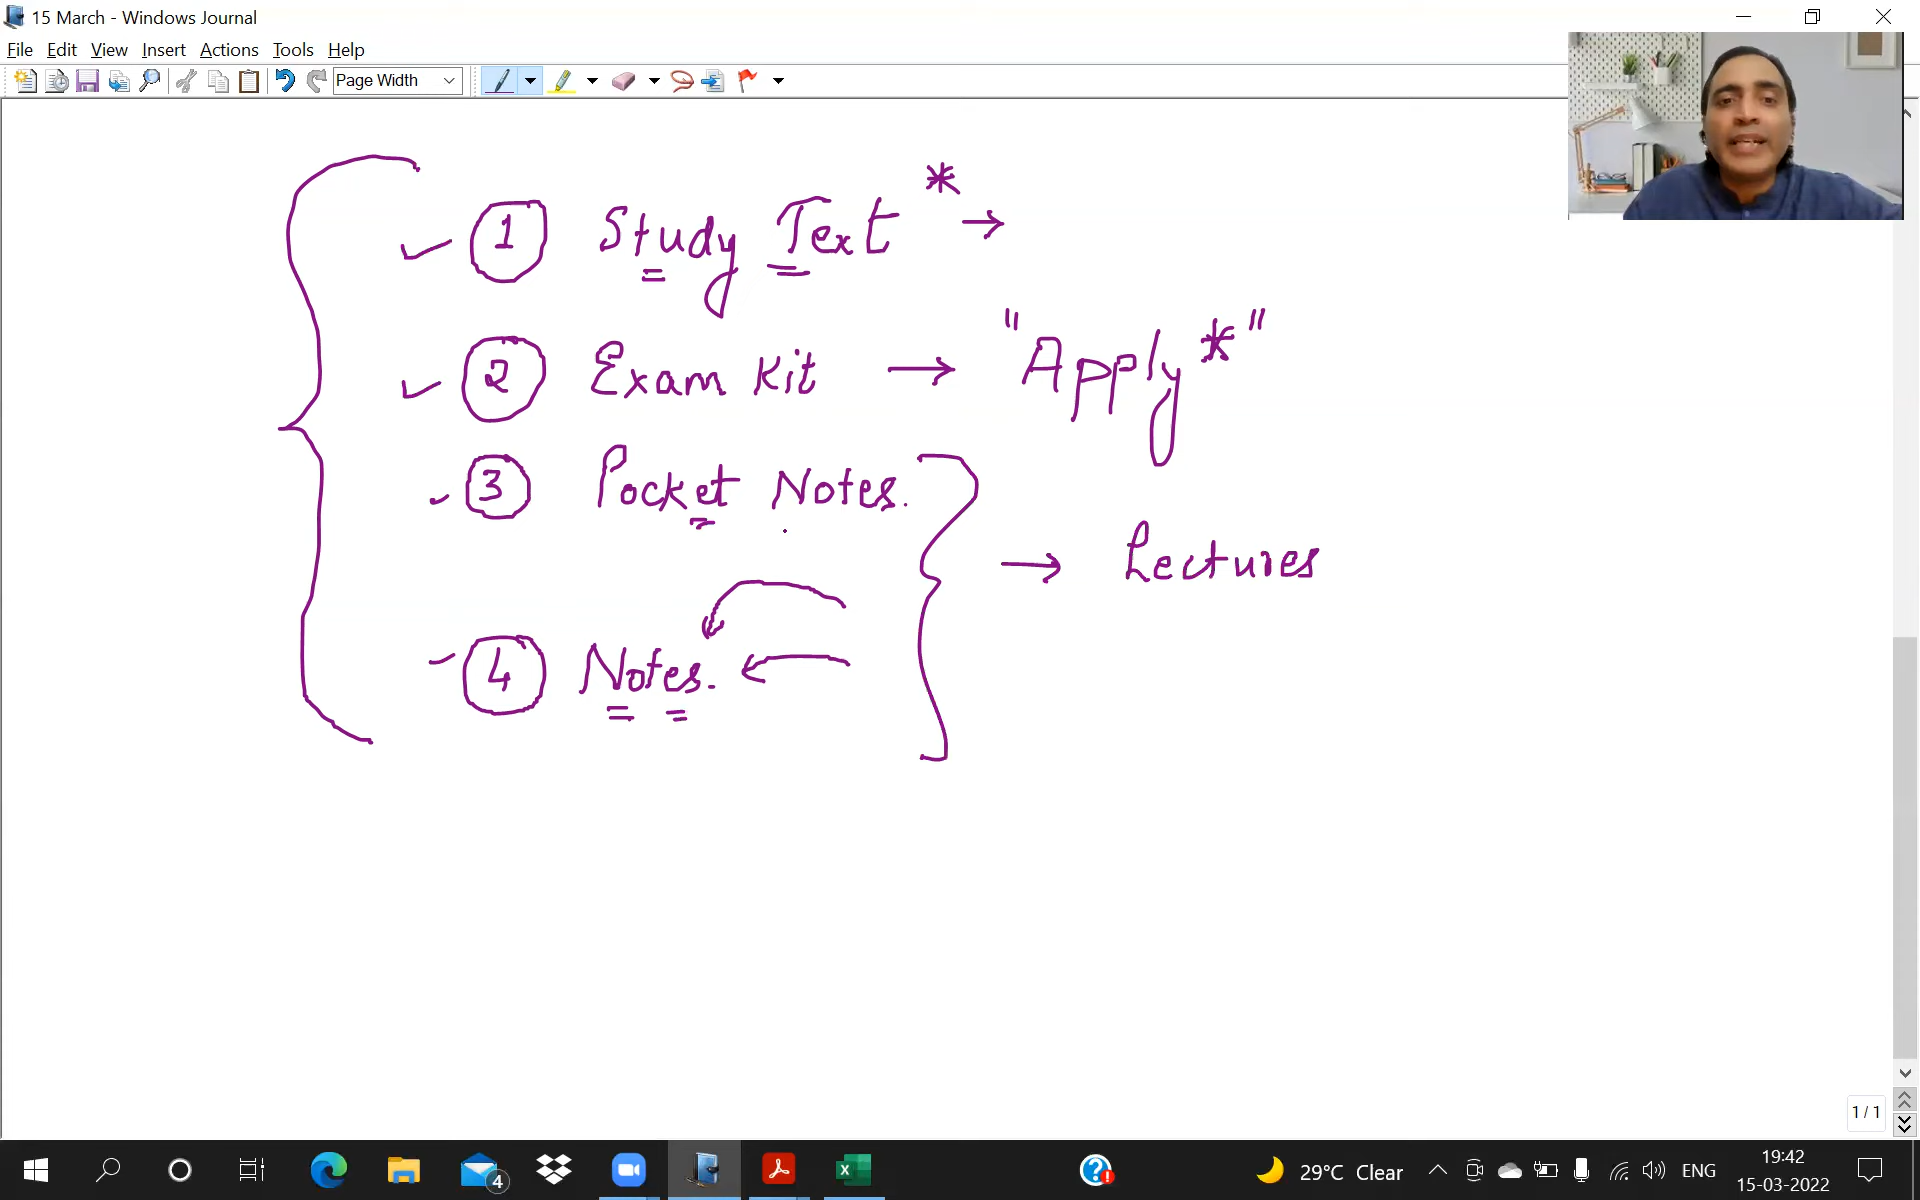 15 March - Windows Journal
File Edit View Insert Actions Tools Help
Page Width
1 Study Text * →
2 Exam Kit → "Apply*"
3 Pocket Notes.
→ Lectures
4 Notes.
1 / 1
4
29°C Clear
ENG
19:42
15-03-2022